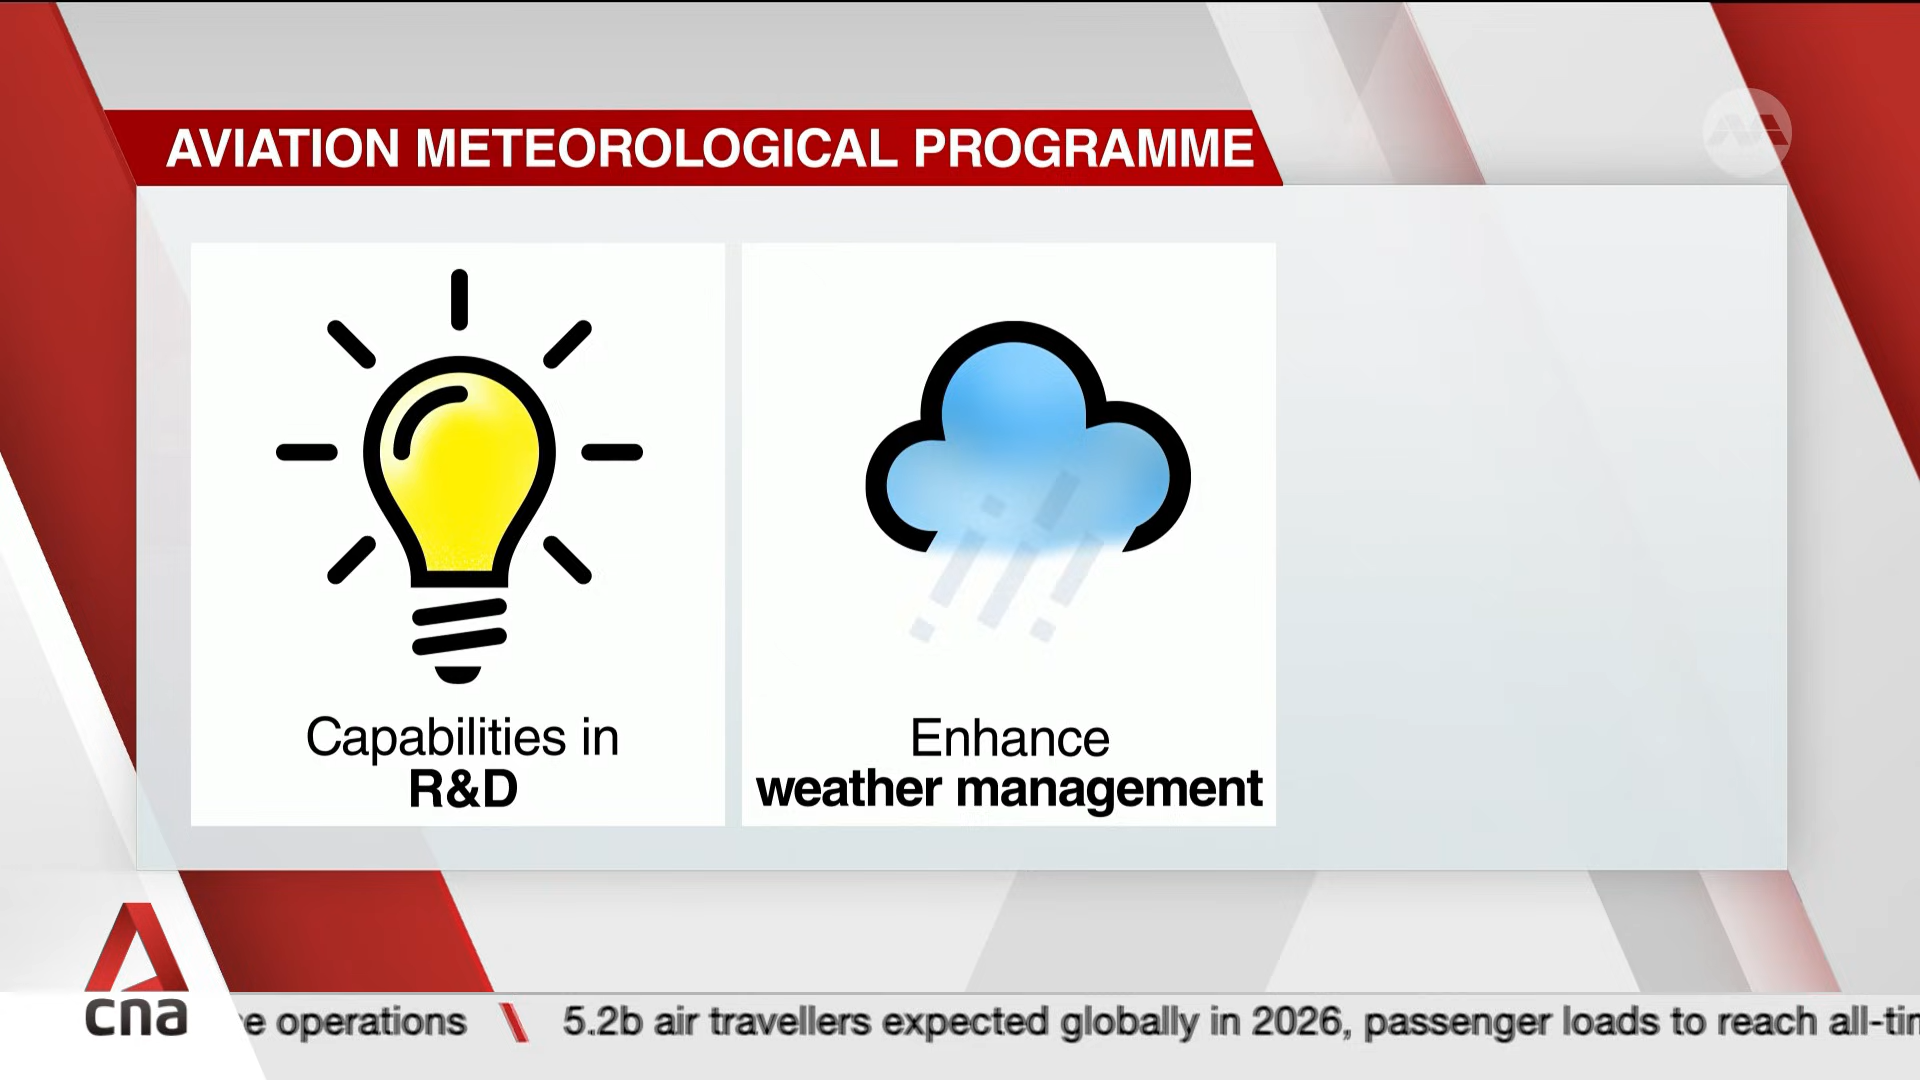 AVIATION METEOROLOGICAL PROGRAMME
Capabilities in
R&D
Enhance
weather management
cna
operations
5.2b air travellers expected globally in 2026, passenger loads to reach